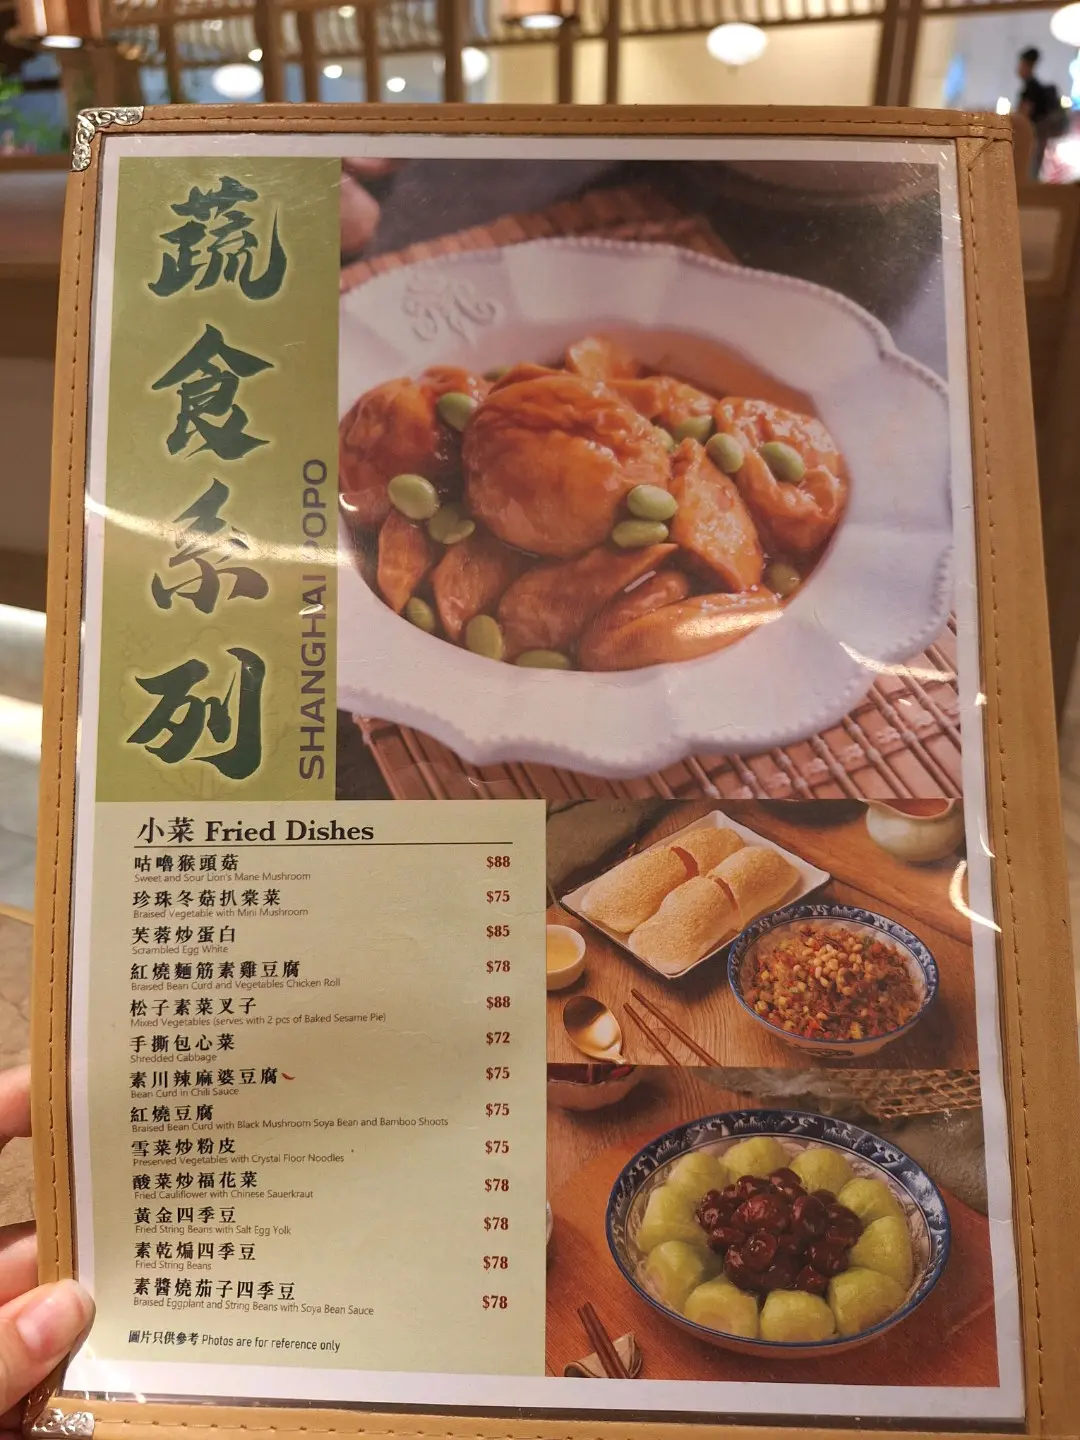 蔬食系列
SHANGHAI POPO
小菜 Fried Dishes
咕嚕猴頭菇 $88
Sweet and Sour Lion's Mane Mushroom
珍珠冬菇扒棠菜 $75
Braised Vegetable with Mini Mushroom
芙蓉炒蛋白 $85
Scrambled Egg White
紅燒麵筋素雞豆腐 $78
Braised Bean Curd and Vegetables Chicken Roll
松子素菜叉子 $88
Mixed Vegetables (serves with 2 pcs of Baked Sesame Pie)
手撕包心菜 $72
Shredded Cabbage
素川辣麻婆豆腐 $75
Bean Curd in Chili Sauce
紅燒豆腐 $75
Braised Bean Curd with Black Mushroom Soya Bean and Bamboo Shoots
雪菜炒粉皮 $75
Preserved Vegetables with Crystal Floor Noodles
酸菜炒福花菜 $78
Fried Cauliflower with Chinese Sauerkraut
黃金四季豆 $78
Fried String Beans with Salt Egg Yolk
素乾煸四季豆 $78
Fried String Beans
素醬燒茄子四季豆 $78
Braised Eggplant and String Beans with Soya Bean Sauce
圖片只供參考 Photos are for reference only